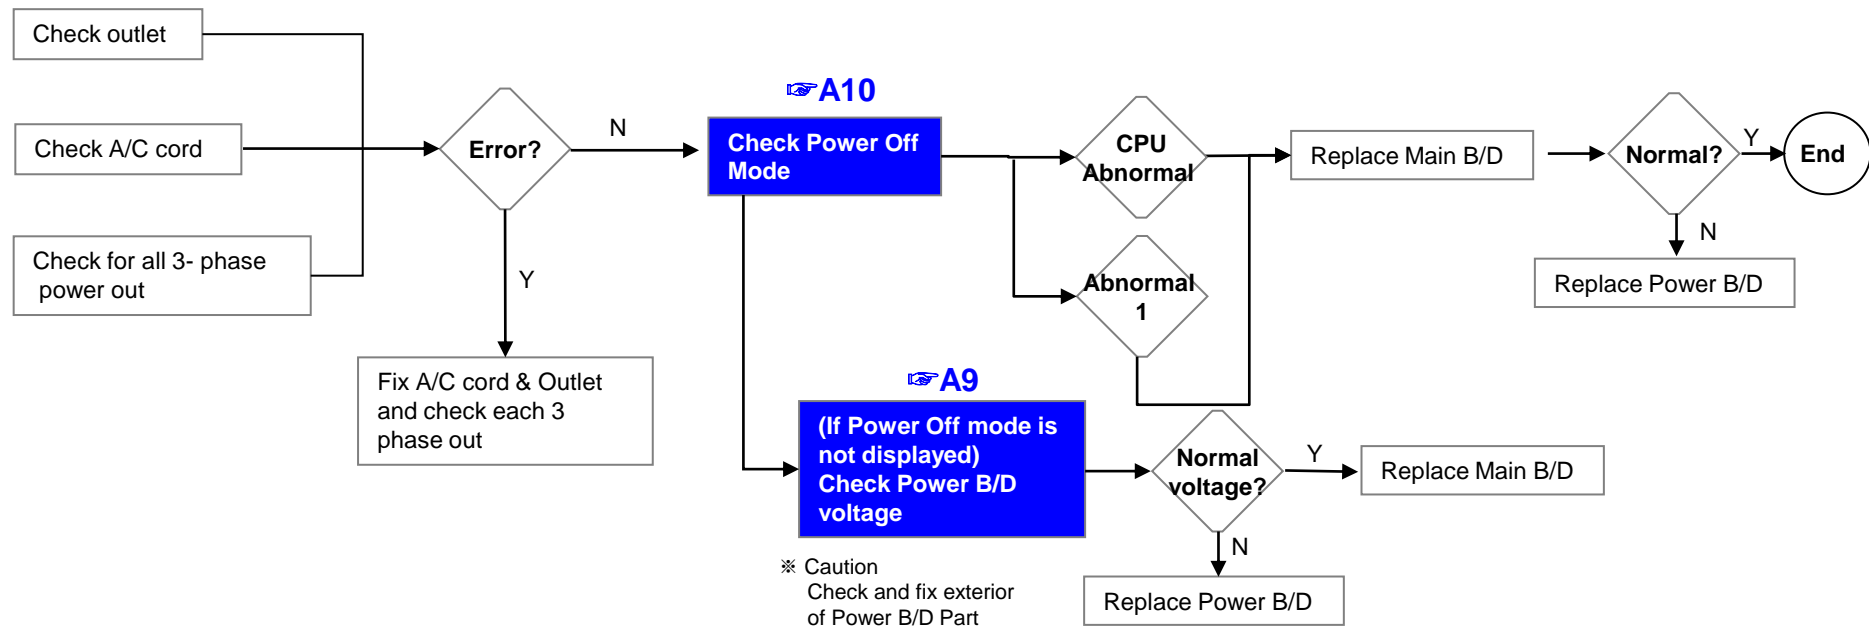 Check outlet
Check A/C cord
Check for all 3- phase
power out
Error?
N
Y
Fix A/C cord & Outlet
and check each 3
phase out
☞A10
Check Power Off
Mode
CPU
Abnormal
Abnormal
1
Replace Main B/D
Normal?
Y
End
N
Replace Power B/D
☞A9
(If Power Off mode is
not displayed)
Check Power B/D
voltage
※ Caution
Check and fix exterior
of Power B/D Part
Normal
voltage?
Y
Replace Main B/D
N
Replace Power B/D